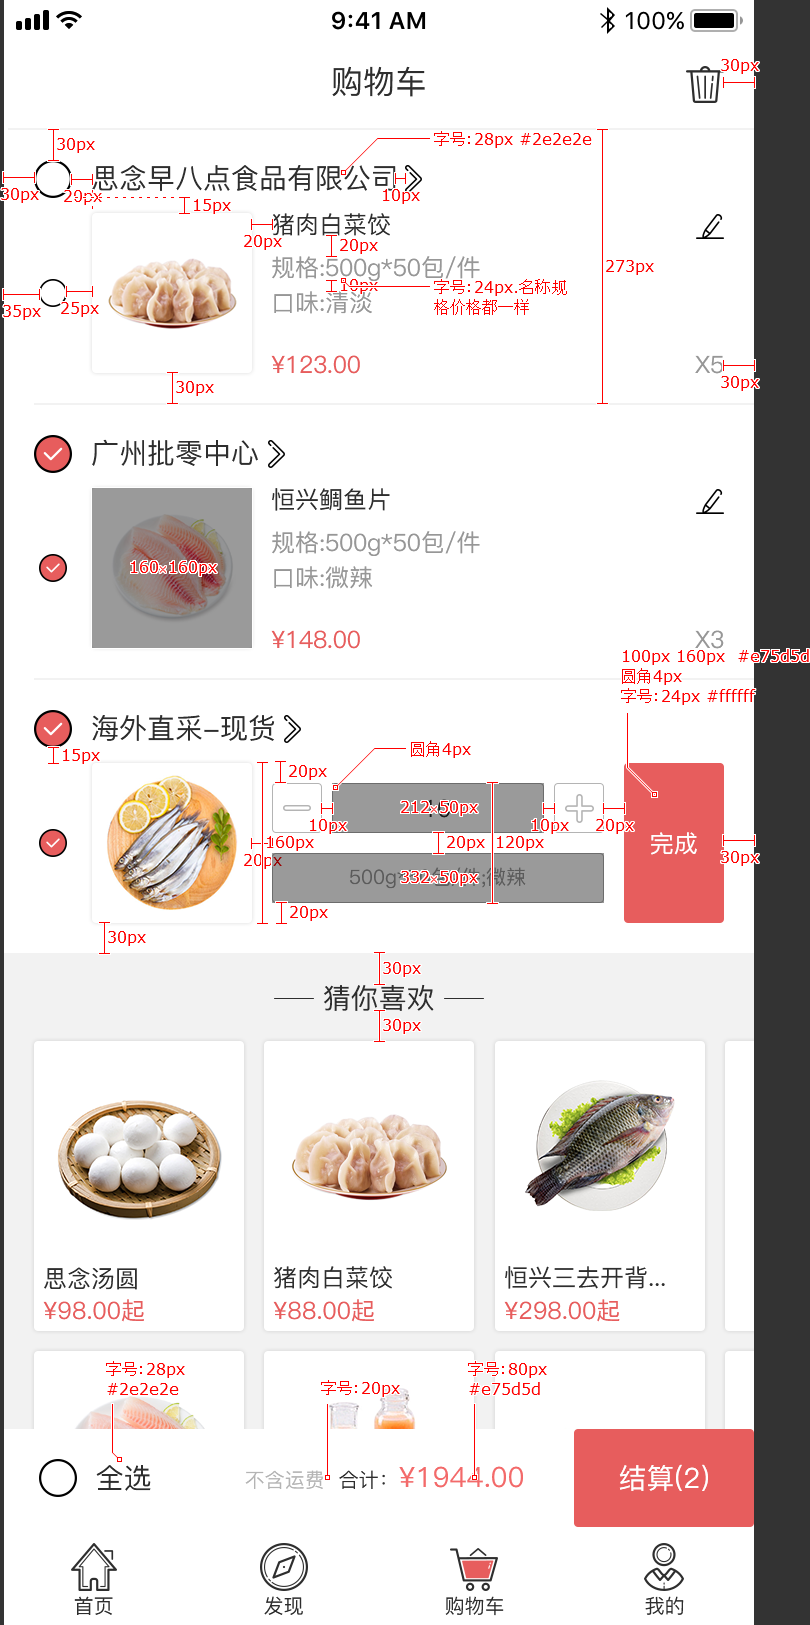 9:41 AM
100%
购物车
30px
30px
字号:28px #2e2e2e
思念早八点食品有限公司
30px
20px
10px
15px
猪肉白菜饺
20px
20px
规格:500g*50包/件
273px
10px
字号:24px.名称规
格价格都一样
口味:清淡
35px
25px
¥123.00
X5
30px
30px
广州批零中心
恒兴鲷鱼片
规格:500g*50包/件
160×160px
口味:微辣
¥148.00
X3
100px 160px #e75d5d
圆角4px
字号:24px #ffffff
海外直采-现货
15px
圆角4px
20px
212×50px
10px
10px
20px
160px
20px
120px
完成
20px
30px
332×50px
微辣
20px
30px
30px
猜你喜欢
30px
思念汤圆
¥98.00起
猪肉白菜饺
¥88.00起
恒兴三去开背...
¥298.00起
字号:28px
#2e2e2e
字号:20px
字号:80px
#e75d5d
全选
不含运费
合计:
¥1944.00
结算(2)
首页
发现
购物车
我的